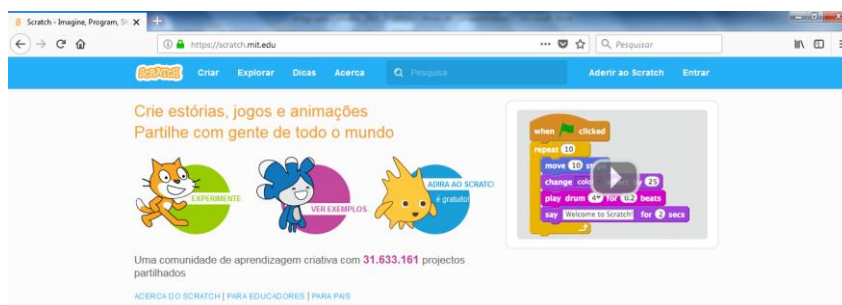 Scratch - Imagine, Program, Sh
https://scratch.mit.edu
Pesquisar
SCRATCH
Criar
Explorar
Dicas
Acerca
Pesquisa
Aderir ao Scratch
Entrar
Crie estórias, jogos e animações
Partilhe com gente de todo o mundo
EXPERIMENTE
VER EXEMPLOS
ADIRA AO SCRATC
é gratuito!
when clicked
repeat 10
move 10
change 25
play drum 4 for 0.2 beats
say Welcome to Scratch! for 2 secs
Uma comunidade de aprendizagem criativa com 31.633.161 projectos
partilhados
ACERCA DO SCRATCH | PARA EDUCADORES | PARA PAIS